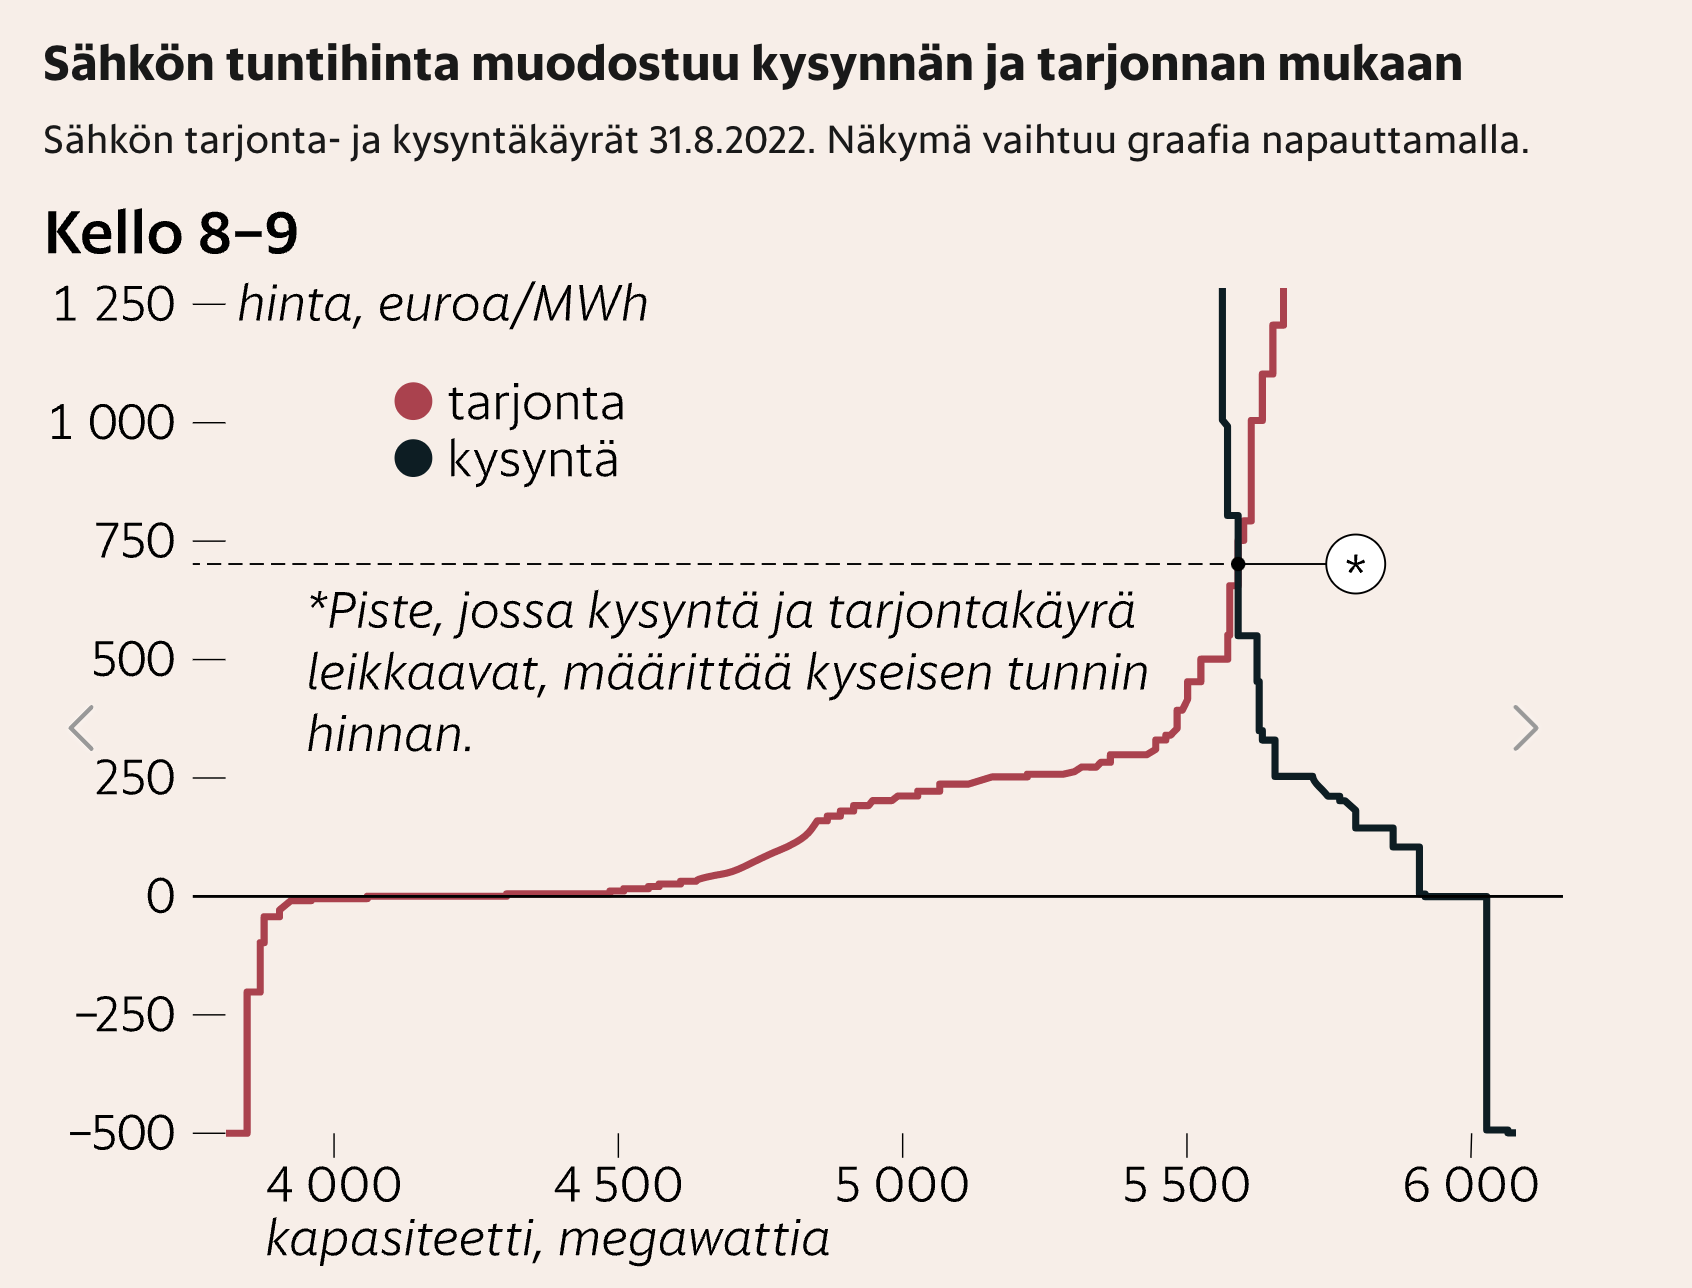 Sähkön tuntihinta muodostuu kysynnän ja tarjonnan mukaan
Sähkön tarjonta- ja kysyntäkäyrät 31.8.2022. Näkymä vaihtuu graafia napauttamalla.
Kello 8–9
1 250
hinta, euroa/MWh
tarjonta
1 000
kysyntä
750
*
*Piste, jossa kysyntä ja tarjontakäyrä
leikkaavat, määrittää kyseisen tunnin
hinnan.
500
250
0
–250
–500
4 000
4 500
5 000
5 500
6 000
kapasiteetti, megawattia